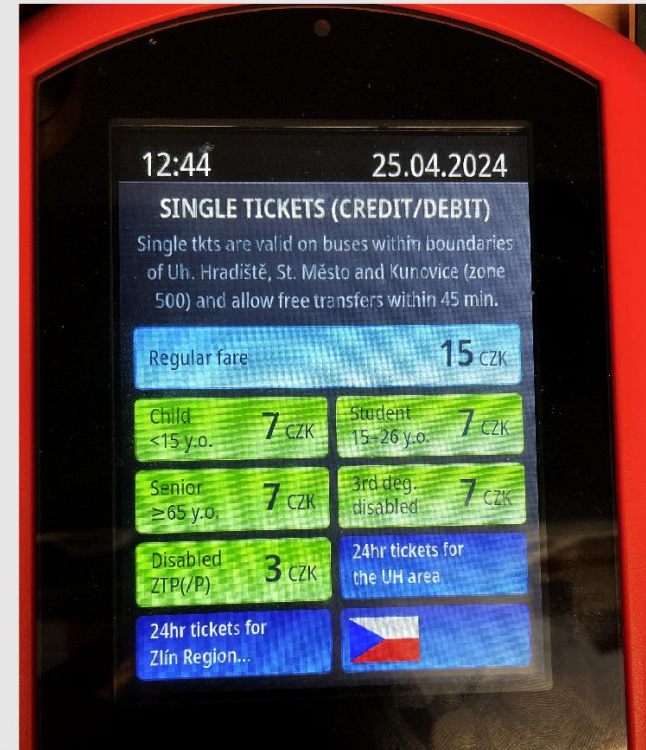 12:44 25.04.2024
SINGLE TICKETS (CREDIT/DEBIT)
Single tkts are valid on buses within boundaries
of Uh. Hradiště, St. Město and Kunovice (zone
500) and allow free transfers within 45 min.
Regular fare 15 CZK
Child
<15 y.o. 7 CZK
Student
15-26 y.o. 7 CZK
Senior
≥65 y.o. 7 CZK
3rd deg.
disabled 7 CZK
Disabled
ZTP(/P) 3 CZK
24hr tickets for
the UH area
24hr tickets for
Zlín Region...